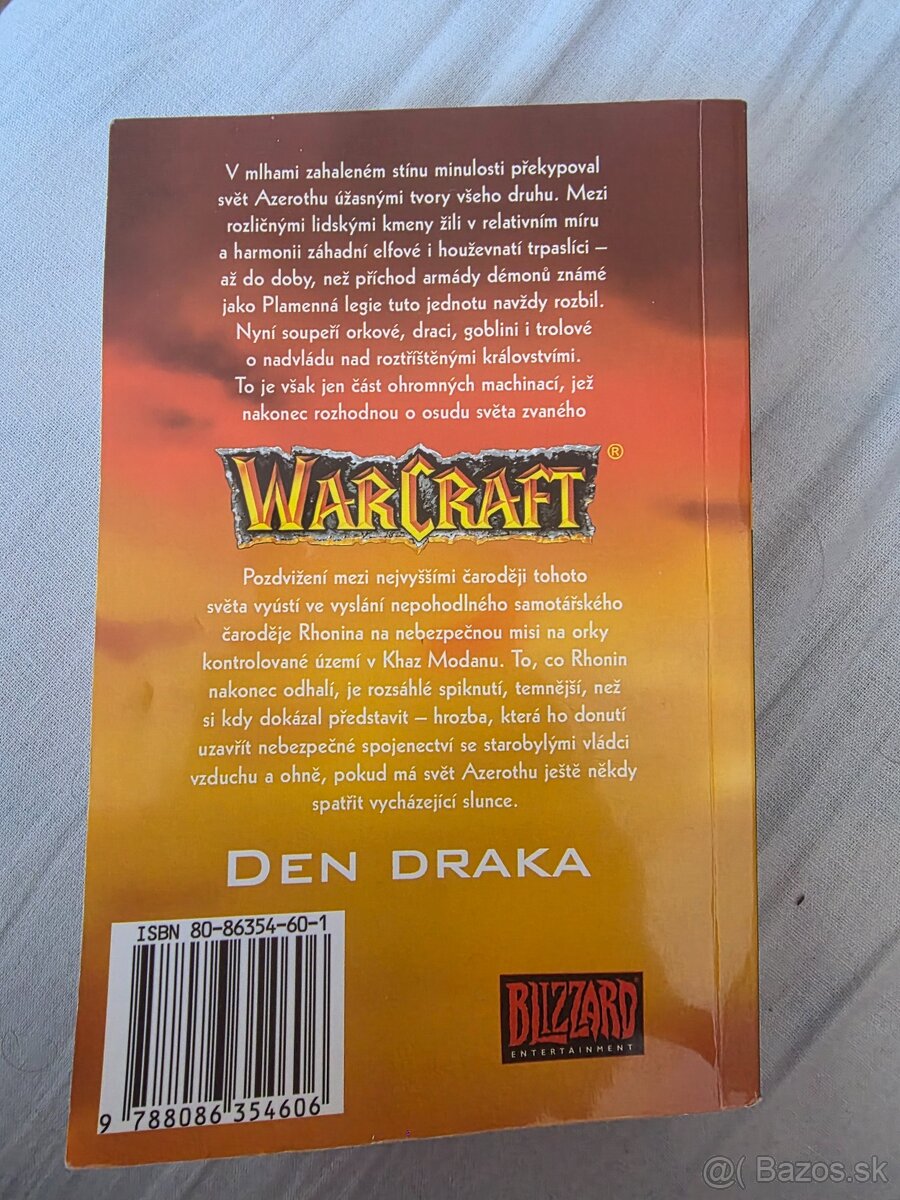 V mlhami zahaleném stínu minulosti překypoval
svět Azerothu úžasnými tvory všeho druhu. Mezi
rozličnými lidskými kmeny žili v relativním míru
a harmonii záhadní elfové i houževnatí trpaslíci –
až do doby, než příchod armády démonů známé
jako Plamenná legie tuto jednotu navždy rozbil.
Nyní soupeří orkové, draci, goblini i trolové
o nadvládu nad roztříštěnými královstvími.
To je však jen část ohromných machinací, jež
nakonec rozhodnou o osudu světa zvaného
WARCRAFT®
Pozdvižení mezi nejvyššími čaroději tohoto
světa vyústí ve vyslání nepohodlného samotářského
čaroděje Rhonina na nebezpečnou misi na orky
kontrolované území v Khaz Modanu. To, co Rhonin
nakonec odhalí, je rozsáhlé spiknutí, temnější, než
si kdy dokázal představit – hrozba, která ho donutí
uzavřít nebezpečné spojenectví se starobylými vládci
vzduchu a ohně, pokud má svět Azerothu ještě někdy
spatřit vycházející slunce.
DEN DRAKA
ISBN 80-86354-60-1
9 788086 354606
BLIZZARD
ENTERTAINMENT
@( Bazos.sk